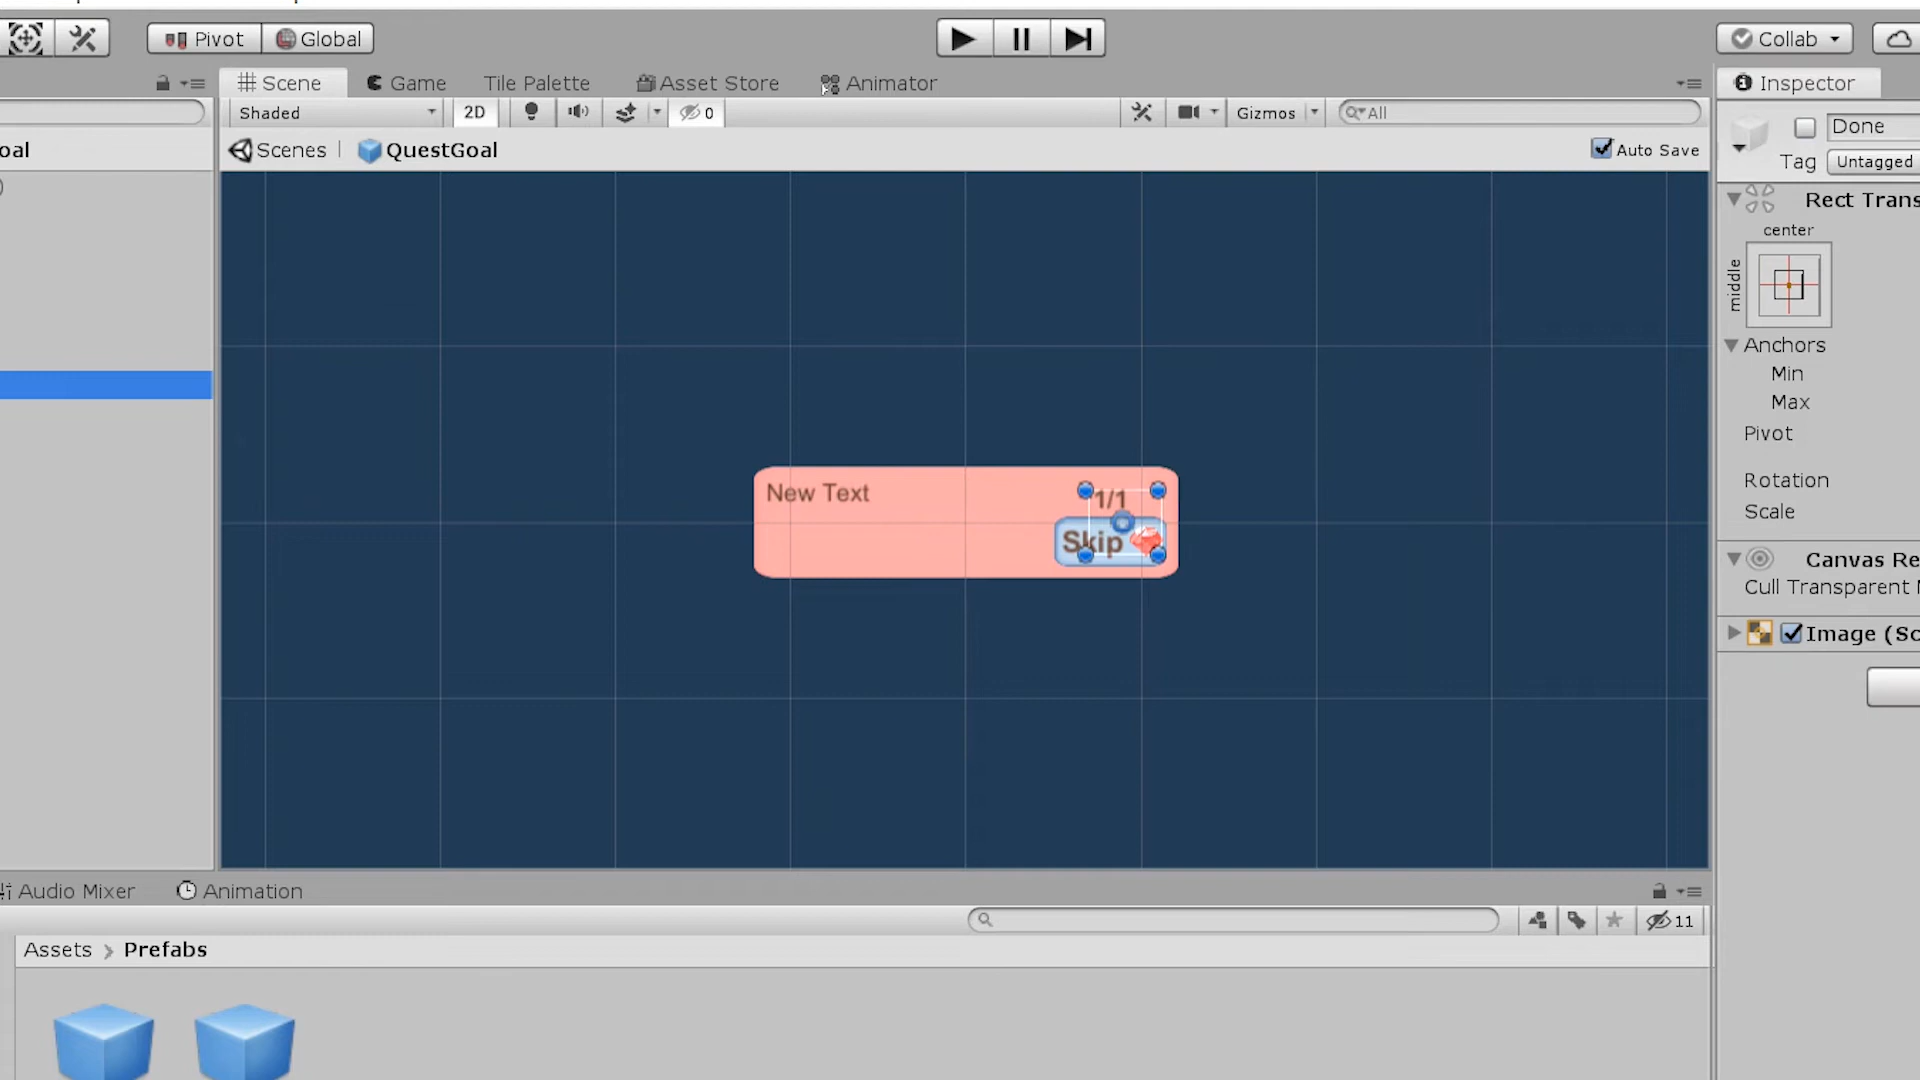 Pivot Global Collab
Scene Game Tile Palette Asset Store Animator Inspector
Shaded 2D 0 Gizmos All
Done
oal Scenes QuestGoal Auto Save
Tag Untagged
Rect Trans
center
middle
Anchors
Min
Max
Pivot
Rotation
Scale
New Text 1/1
Skip
Canvas Re
Cull Transparent
Image (Sc
Audio Mixer Animation
11
Assets Prefabs